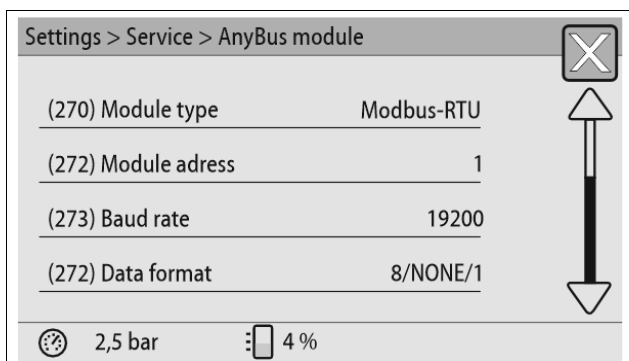 Settings > Service > AnyBus module
(270) Module type Modbus-RTU
(272) Module adress 1
(273) Baud rate 19200
(272) Data format 8/NONE/1
2,5 bar 4 %